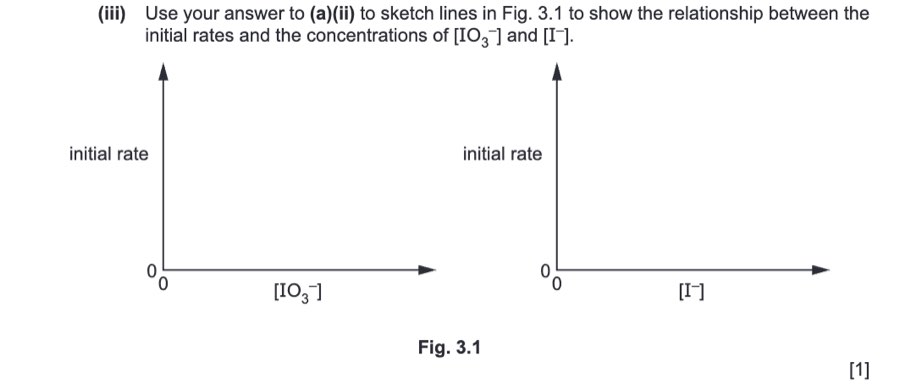 (iii) Use your answer to (a)(ii) to sketch lines in Fig. 3.1 to show the relationship between the
initial rates and the concentrations of [IO₃⁻] and [I⁻].
initial rate
0
0
[IO₃⁻]
initial rate
0
0
[I⁻]
Fig. 3.1
[1]